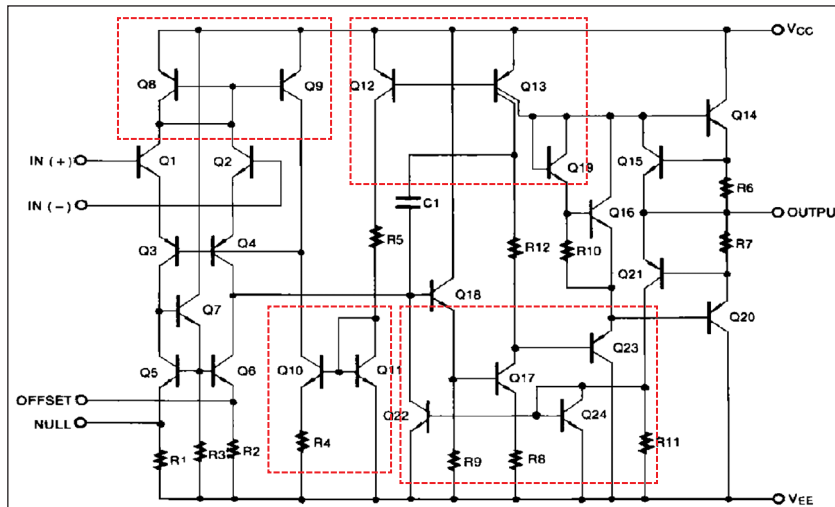 VCC
Q8
Q9
Q12
Q13
Q14
IN (+)
Q1
Q2
Q19
Q15
IN (−)
C1
Q16
R6
OUTPU
Q3
Q4
R5
R12
R10
R7
Q7
Q18
Q21
Q20
Q5
Q6
Q10
Q11
Q17
Q23
OFFSET
Q22
Q24
NULL
R1
R3
R2
R4
R9
R8
R11
VEE